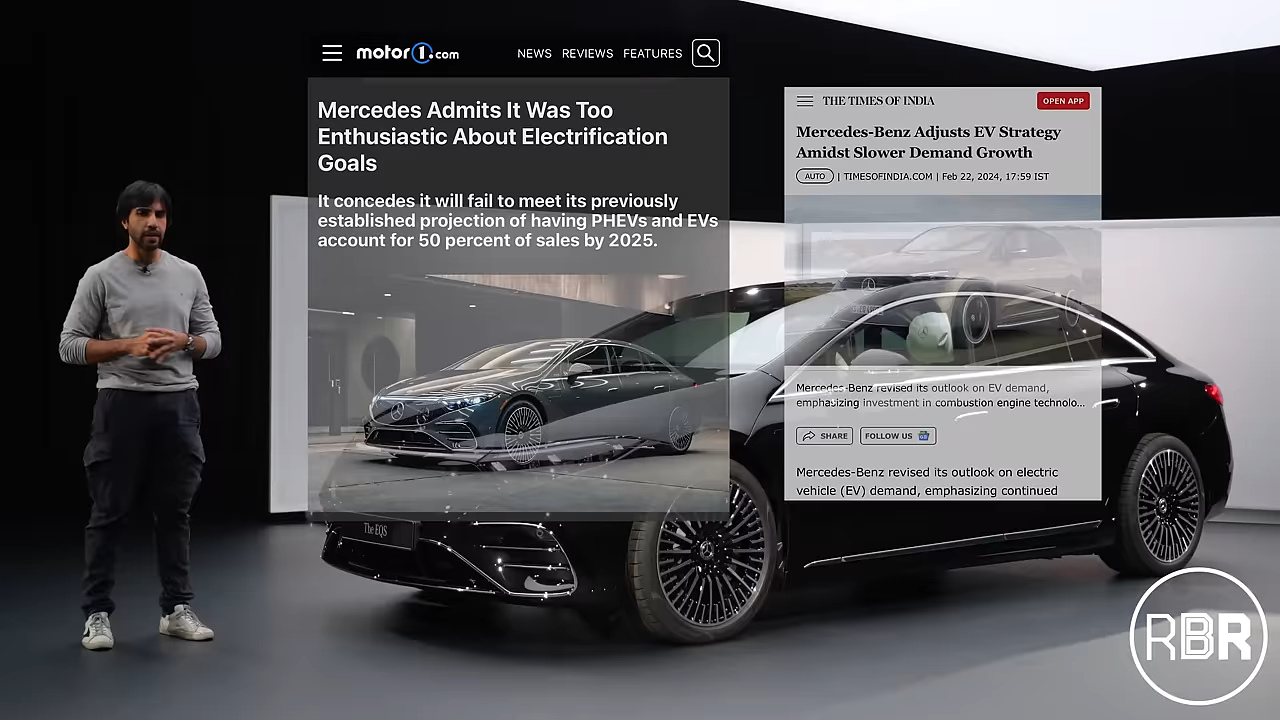 motor1.com
NEWS REVIEWS FEATURES
Mercedes Admits It Was Too
Enthusiastic About Electrification
Goals
It concedes it will fail to meet its previously
established projection of having PHEVs and EVs
account for 50 percent of sales by 2025.
The EQS
THE TIMES OF INDIA
OPEN APP
Mercedes-Benz Adjusts EV Strategy
Amidst Slower Demand Growth
AUTO | TIMESOFINDIA.COM | Feb 22, 2024, 17:59 IST
Mercedes-Benz revised its outlook on EV demand,
emphasizing investment in combustion engine technolo...
SHARE FOLLOW US
Mercedes-Benz revised its outlook on electric
vehicle (EV) demand, emphasizing continued
RBR